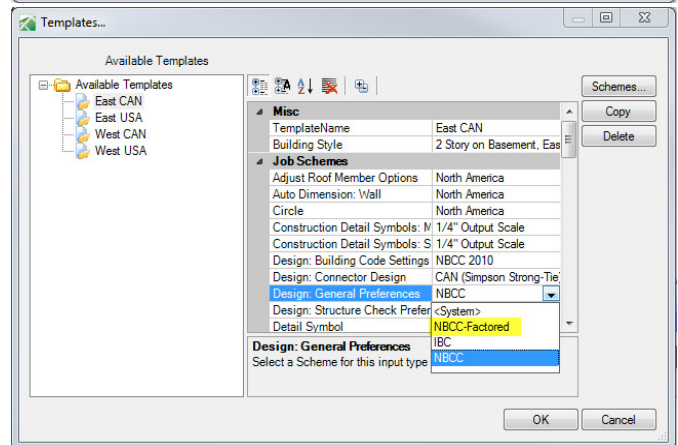 Templates...
Available Templates
Available Templates
East CAN
East USA
West CAN
West USA
Misc
TemplateName East CAN
Building Style 2 Story on Basement, Eas
Job Schemes
Adjust Roof Member Options North America
Auto Dimension: Wall North America
Circle North America
Construction Detail Symbols: M 1/4" Output Scale
Construction Detail Symbols: S 1/4" Output Scale
Design: Building Code Settings NBCC 2010
Design: Connector Design CAN (Simpson Strong-Tie)
Design: General Preferences NBCC
Design: Structure Check Prefer <System>
Detail Symbol NBCC-Factored
IBC
NBCC
Design: General Preferences
Select a Scheme for this input type
Schemes...
Copy
Delete
OK Cancel